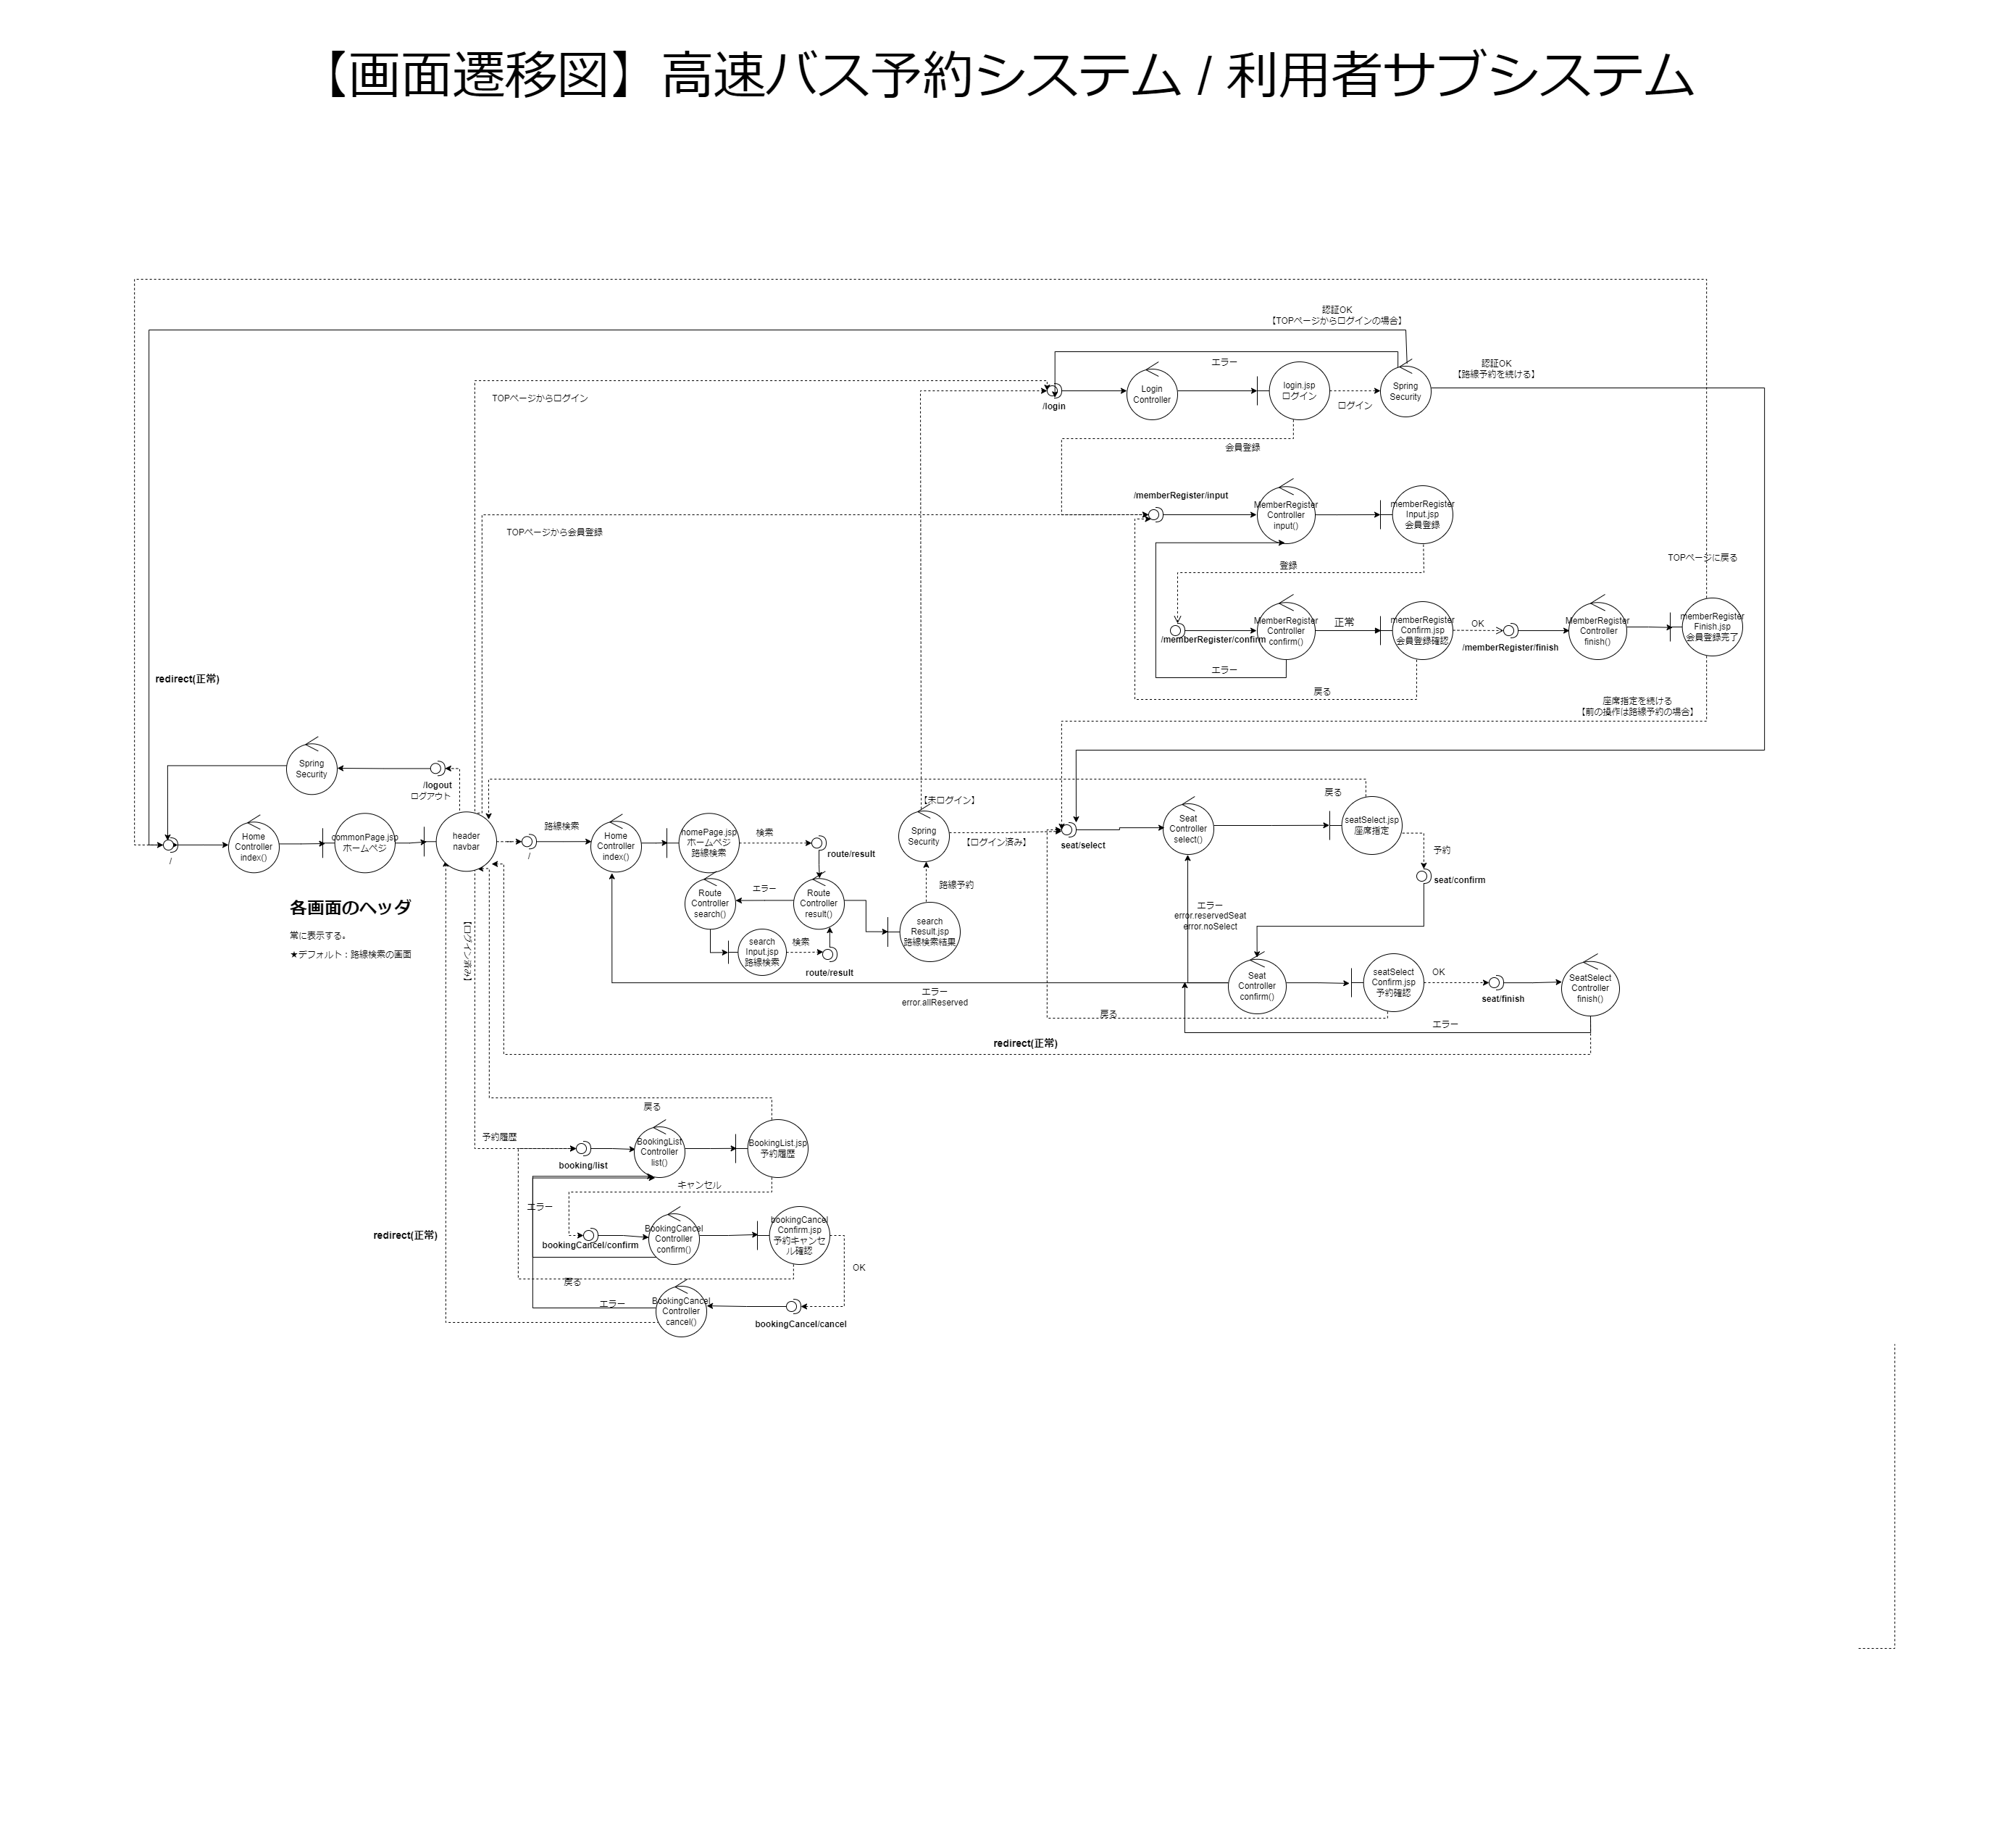 【画面遷移図】高速バス予約システム / 利用者サブシステム
認証OK
【TOPページからログインの場合】
エラー
認証OK
【路線予約を続ける】
TOPページからログイン
/login
Login
Controller
login.jsp
ログイン
ログイン
Spring
Security
会員登録
/memberRegister/input
MemberRegister
Controller
input()
memberRegister
Input.jsp
会員登録
TOPページから会員登録
TOPページに戻る
登録
/memberRegister/confirm
MemberRegister
Controller
confirm()
正常
memberRegister
Confirm.jsp
会員登録確認
OK
/memberRegister/finish
MemberRegister
Controller
finish()
memberRegister
Finish.jsp
会員登録完了
エラー
戻る
redirect(正常)
座席指定を続ける
【前の操作は路線予約の場合】
Spring
Security
/logout
ログアウト
/
Home
Controller
index()
commonPage.jsp
ホームペジ
header
navbar
路線検索
/
Home
Controller
index()
homePage.jsp
ホームペジ
路線検索
検索
route/result
【未ログイン】
Spring
Security
【ログイン済み】
seat/select
Seat
Controller
select()
戻る
seatSelect.jsp
座席指定
予約
seat/confirm
各画面のヘッダ
常に表示する。
★デフォルト：路線検索の画面
【ログイン済み】
Route
Controller
search()
エラー
Route
Controller
result()
路線予約
search
Result.jsp
路線検索結果
search
Input.jsp
路線検索
検索
route/result
エラー
error.reservedSeat
error.noSelect
エラー
error.allReserved
Seat
Controller
confirm()
seatSelect
Confirm.jsp
予約確認
OK
seat/finish
SeatSelect
Controller
finish()
戻る
エラー
redirect(正常)
戻る
予約履歴
booking/list
BookingList
Controller
list()
BookingList.jsp
予約履歴
キャンセル
エラー
bookingCancel/confirm
BookingCancel
Controller
confirm()
bookingCancel
Confirm.jsp
予約キャンセ
ル確認
redirect(正常)
OK
戻る
エラー
BookingCancel
Controller
cancel()
bookingCancel/cancel